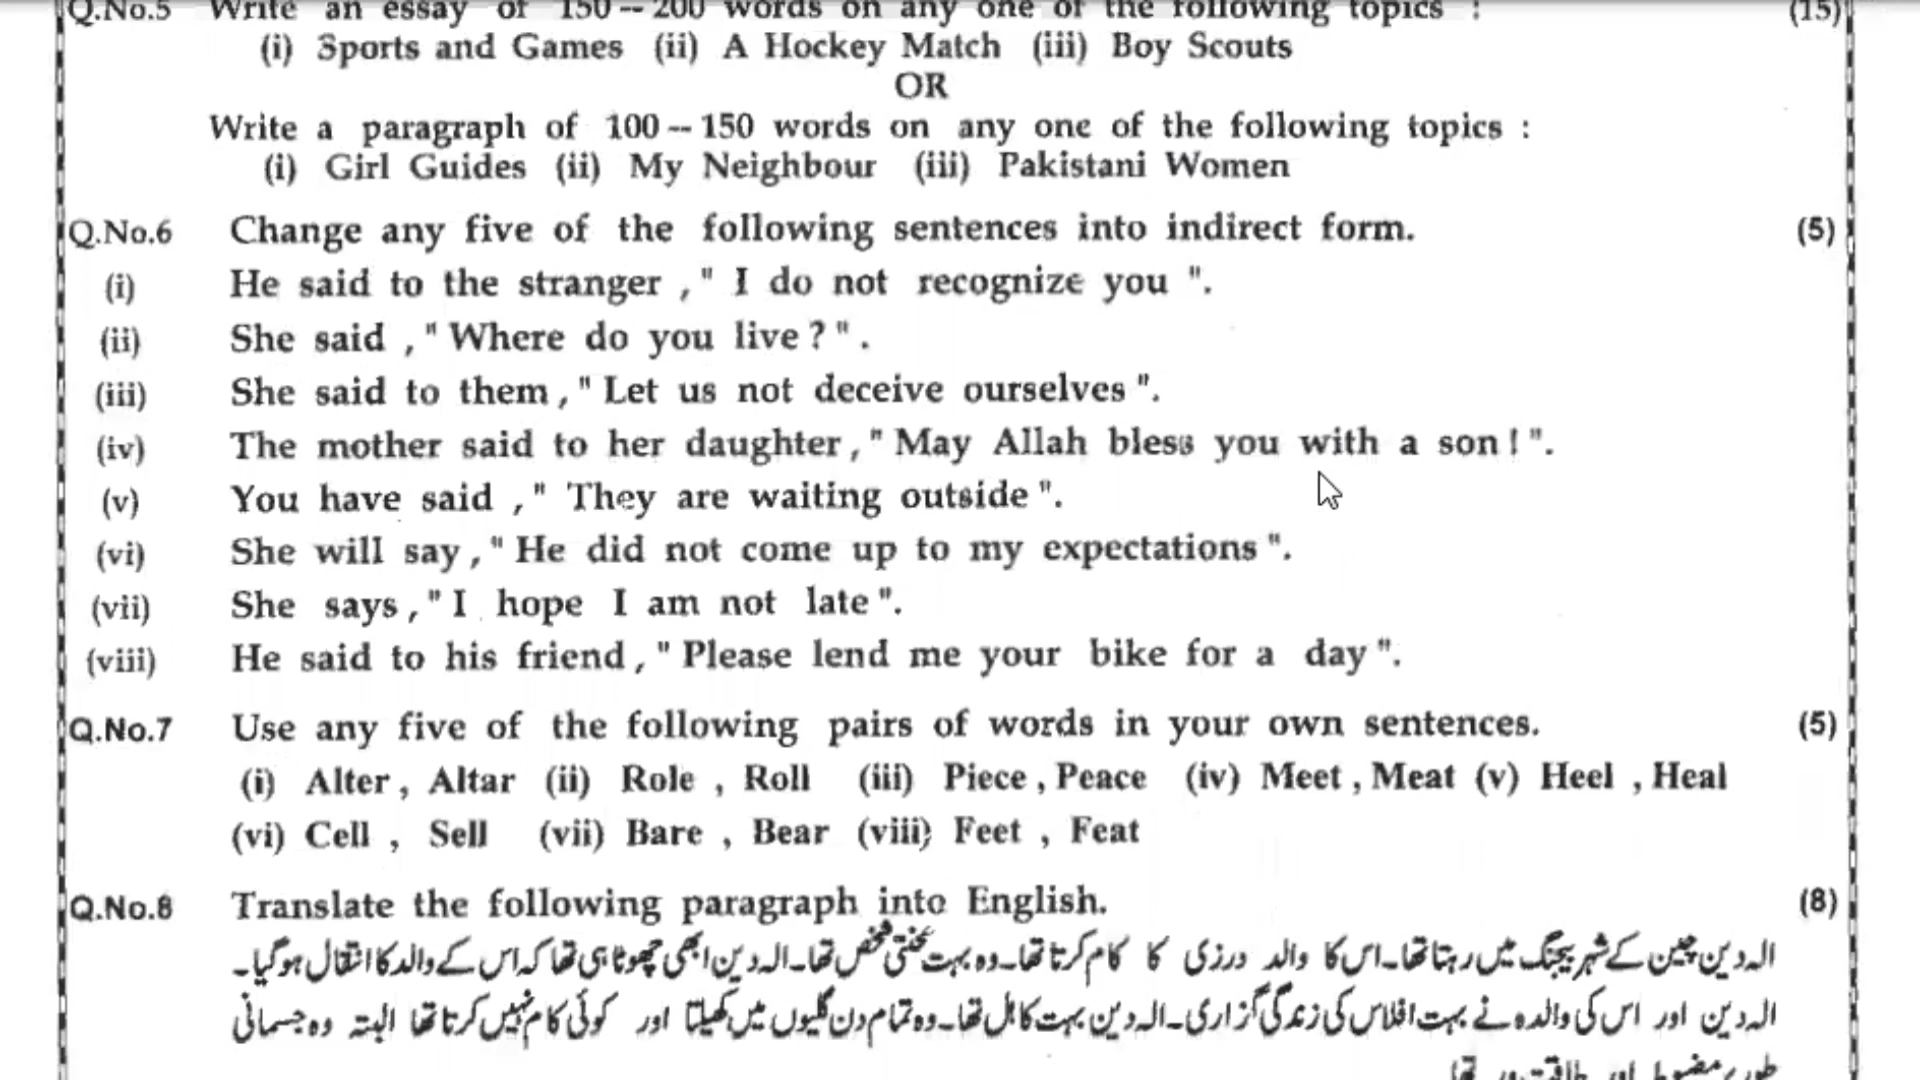 Q.No.5 Write an essay of 150 -- 200 words on any one of the following topics : (15)
(i) Sports and Games (ii) A Hockey Match (iii) Boy Scouts
OR
Write a paragraph of 100 -- 150 words on any one of the following topics :
(i) Girl Guides (ii) My Neighbour (iii) Pakistani Women
Q.No.6 Change any five of the following sentences into indirect form. (5)
(i) He said to the stranger , " I do not recognize you ".
(ii) She said , " Where do you live ? " .
(iii) She said to them , " Let us not deceive ourselves ".
(iv) The mother said to her daughter , " May Allah bless you with a son ! ".
(v) You have said , " They are waiting outside ".
(vi) She will say , " He did not come up to my expectations ".
(vii) She says , " I hope I am not late ".
(viii) He said to his friend , " Please lend me your bike for a day ".
Q.No.7 Use any five of the following pairs of words in your own sentences. (5)
(i) Alter , Altar (ii) Role , Roll (iii) Piece , Peace (iv) Meet , Meat (v) Heel , Heal
(vi) Cell , Sell (vii) Bare , Bear (viii) Feet , Feat
Q.No.8 Translate the following paragraph into English. (8)
الہ دین چین کے شہر بیجنگ میں رہتا تھا۔ اس کا والد درزی کا کام کرتا تھا۔ وہ بہت محنتی شخص تھا۔ الہ دین ابھی چھوٹا ہی تھا کہ اس کے والد کا انتقال ہوگیا۔
الہ دین اور اس کی والدہ نے بہت افلاس کی زندگی گزاری۔ الہ دین بہت کاہل تھا۔ وہ تمام دن گلیوں میں کھیلتا اور کوئی کام نہیں کرتا تھا البتہ وہ جسمانی
طور پر مضبوط اور طاقت ور تھا